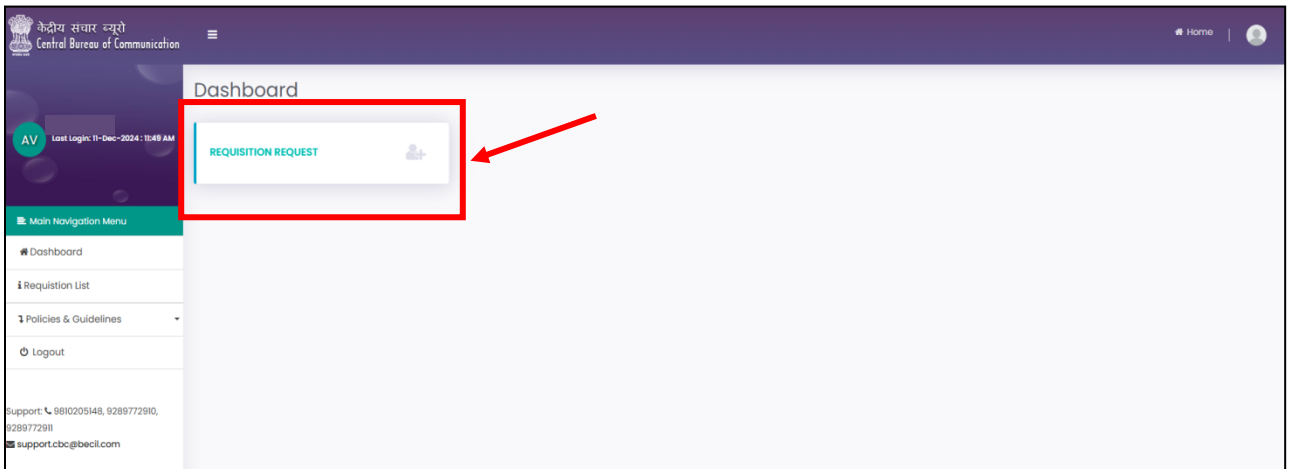 केंद्रीय संचार ब्यूरो
Central Bureau of Communication
Home
Dashboard
AV
Last Login: 11-Dec-2024 : 11:49 AM
REQUISITION REQUEST
Main Navigation Menu
Dashboard
Requistion List
Policies & Guidelines
Logout
Support: 9810205148, 9289772910,
9289772911
support.cbc@becil.com